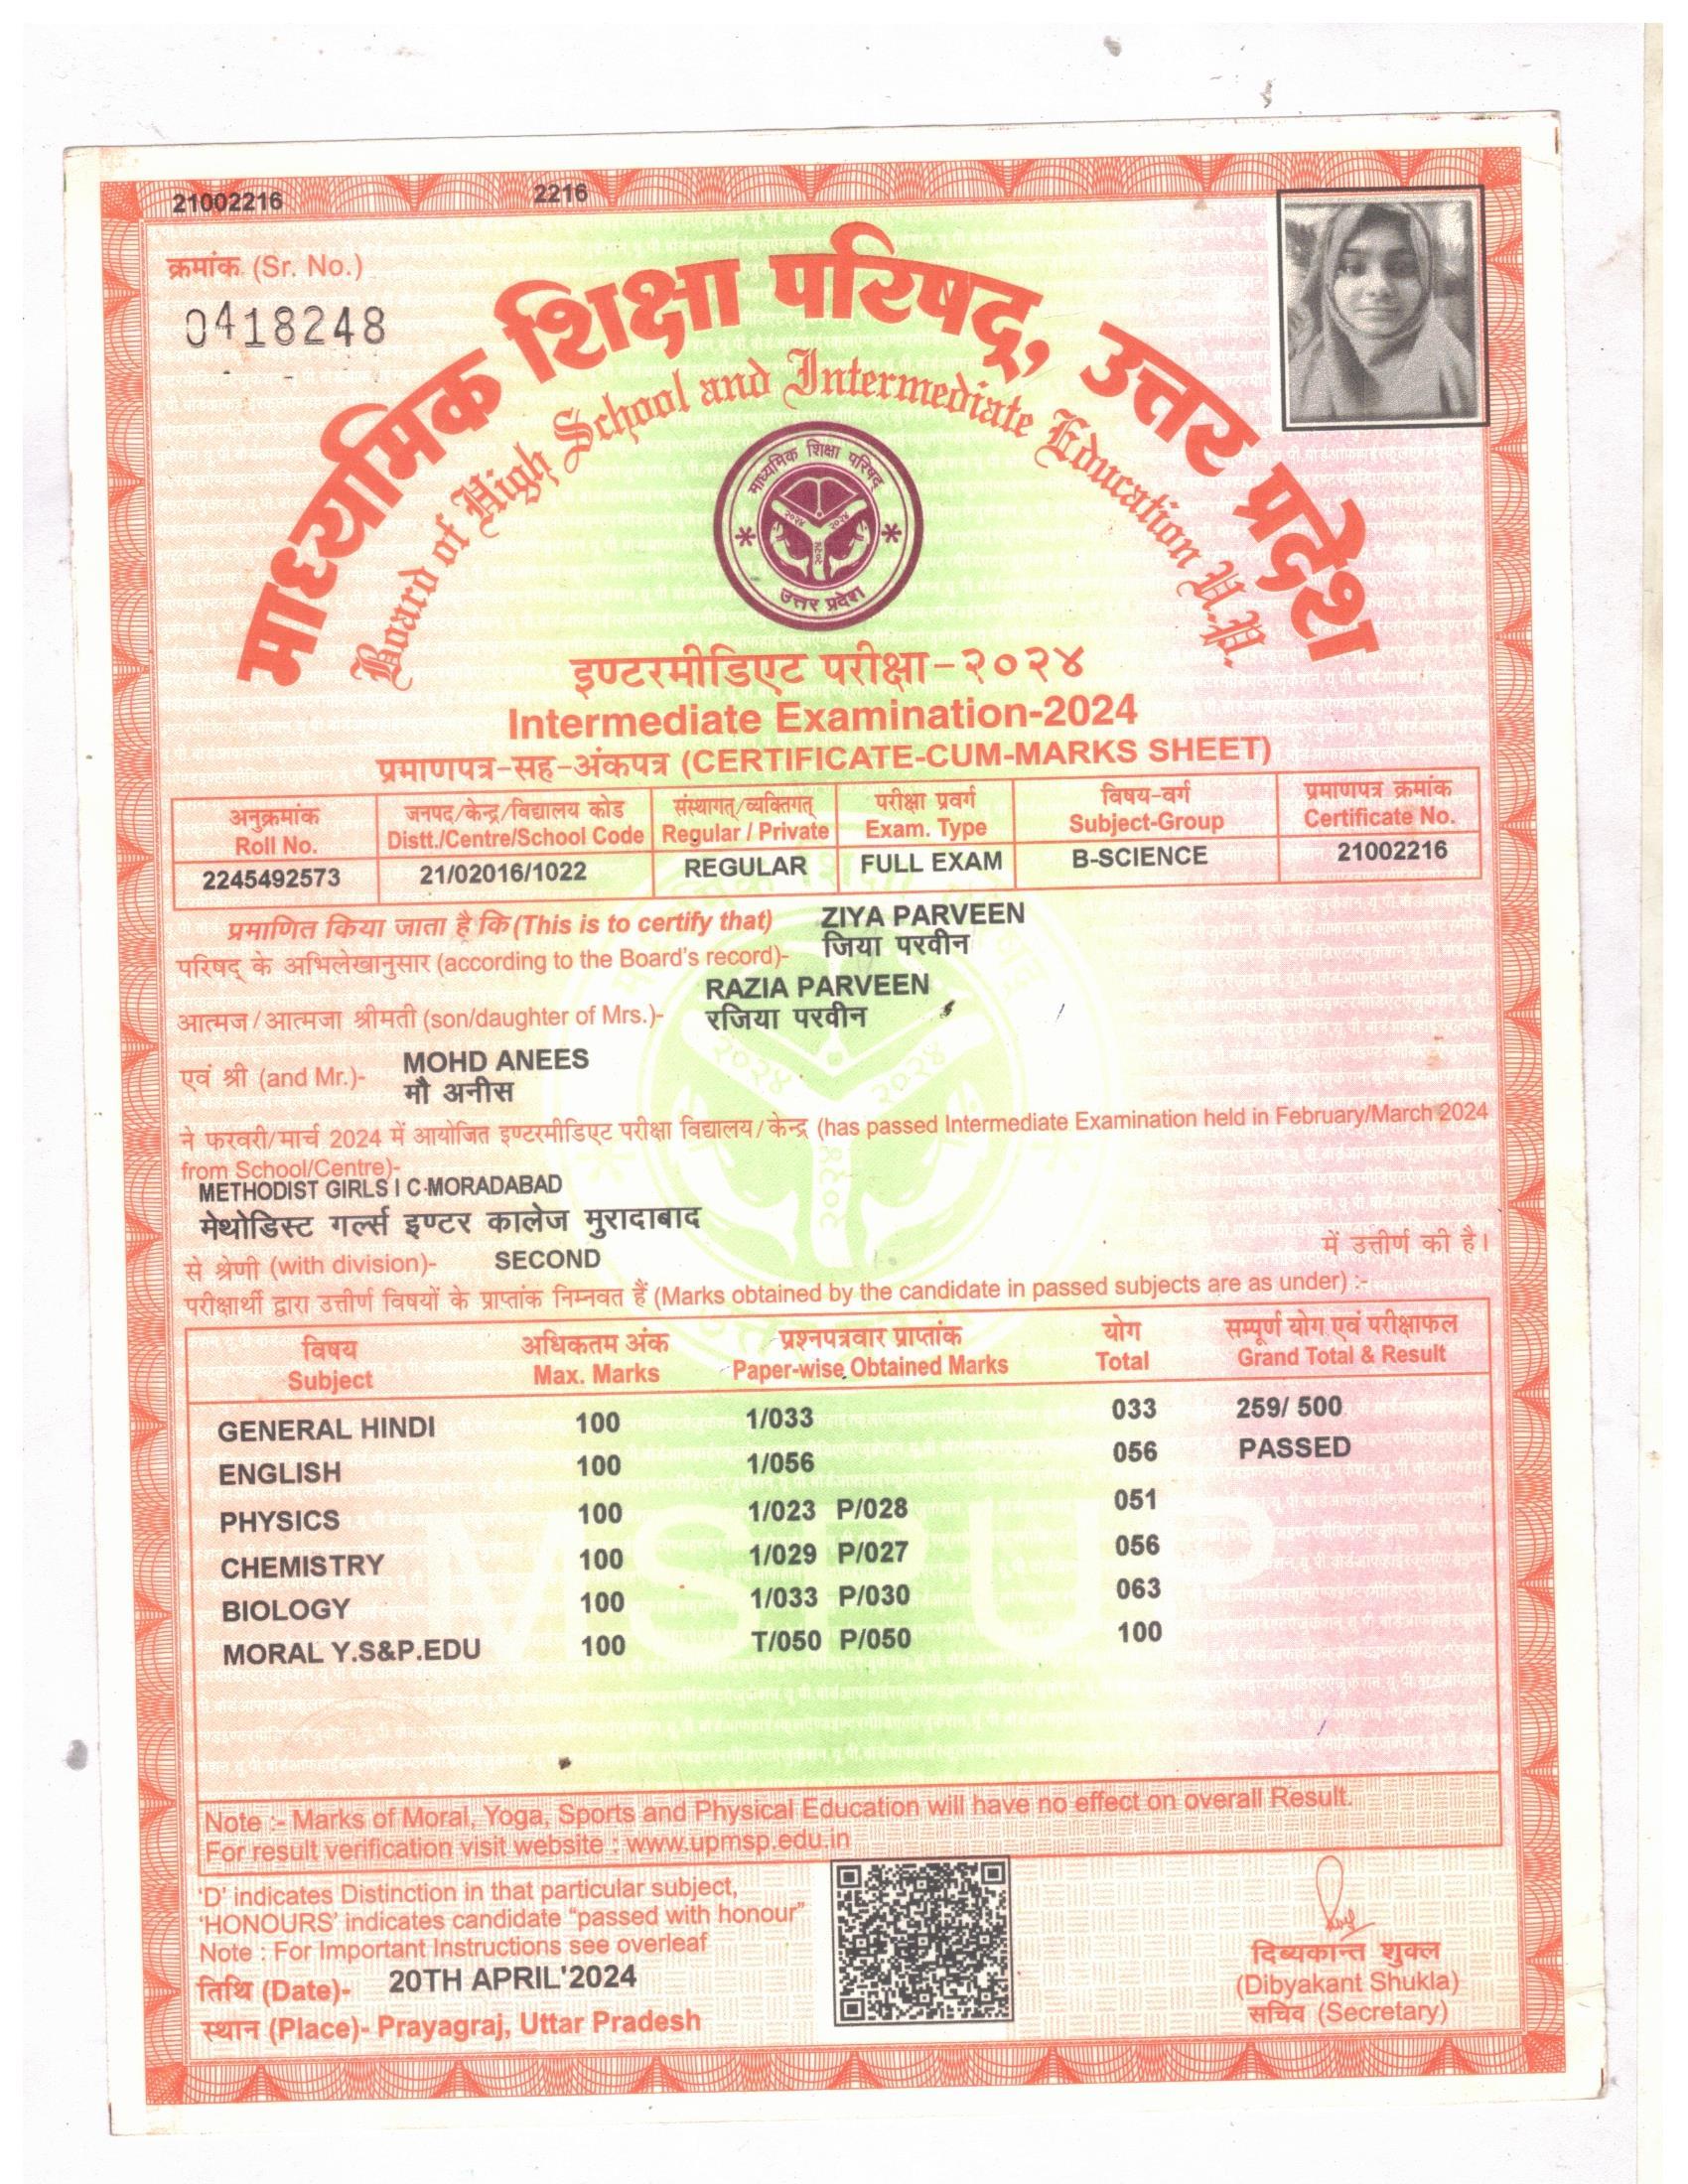 21002216 2216
क्रमांक (Sr. No.)
0418248
माध्यमिक शिक्षा परिषद्, उत्तर प्रदेश
Board of High School and Intermediate Education U.P.
माध्यमिक शिक्षा परिषद्
२०२४ २०२४
२०२४
उत्तर प्रदेश
इण्टरमीडिएट परीक्षा-२०२४
Intermediate Examination-2024
प्रमाणपत्र-सह-अंकपत्र (CERTIFICATE-CUM-MARKS SHEET)
अनुक्रमांक जनपद/केन्द्र/विद्यालय कोड संस्थागत्/व्यक्तिगत् परीक्षा प्रवर्ग विषय-वर्ग प्रमाणपत्र क्रमांक
Roll No. Distt./Centre/School Code Regular / Private Exam. Type Subject-Group Certificate No.
2245492573 21/02016/1022 REGULAR FULL EXAM B-SCIENCE 21002216
प्रमाणित किया जाता है कि (This is to certify that) ZIYA PARVEEN
परिषद् के अभिलेखानुसार (according to the Board's record)- जिया परवीन
RAZIA PARVEEN
आत्मज/आत्मजा श्रीमती (son/daughter of Mrs.)- रजिया परवीन
MOHD ANEES
एवं श्री (and Mr.)- मौ अनीस
ने फरवरी/मार्च 2024 में आयोजित इण्टरमीडिएट परीक्षा विद्यालय/केन्द्र (has passed Intermediate Examination held in February/March 2024
from School/Centre)-
METHODIST GIRLS I C-MORADABAD
मेथोडिस्ट गर्ल्स इण्टर कालेज मुरादाबाद
से श्रेणी (with division)- SECOND में उत्तीर्ण की है।
परीक्षार्थी द्वारा उत्तीर्ण विषयों के प्राप्तांक निम्नवत हैं (Marks obtained by the candidate in passed subjects are as under) :-
विषय अधिकतम अंक प्रश्नपत्रवार प्राप्तांक योग सम्पूर्ण योग एवं परीक्षाफल
Subject Max. Marks Paper-wise Obtained Marks Total Grand Total & Result
GENERAL HINDI 100 1/033 033 259/ 500
ENGLISH 100 1/056 056 PASSED
PHYSICS 100 1/023 P/028 051
CHEMISTRY 100 1/029 P/027 056
BIOLOGY 100 1/033 P/030 063
MORAL Y.S&P.EDU 100 T/050 P/050 100
MSPUP
Note :- Marks of Moral, Yoga, Sports and Physical Education will have no effect on overall Result.
For result verification visit website : www.upmsp.edu.in
'D' indicates Distinction in that particular subject,
'HONOURS' indicates candidate "passed with honour"
Note : For Important Instructions see overleaf
तिथि (Date)- 20TH APRIL'2024
स्थान (Place)- Prayagraj, Uttar Pradesh
दिब्यकान्त शुक्ल
(Dibyakant Shukla)
सचिव (Secretary)